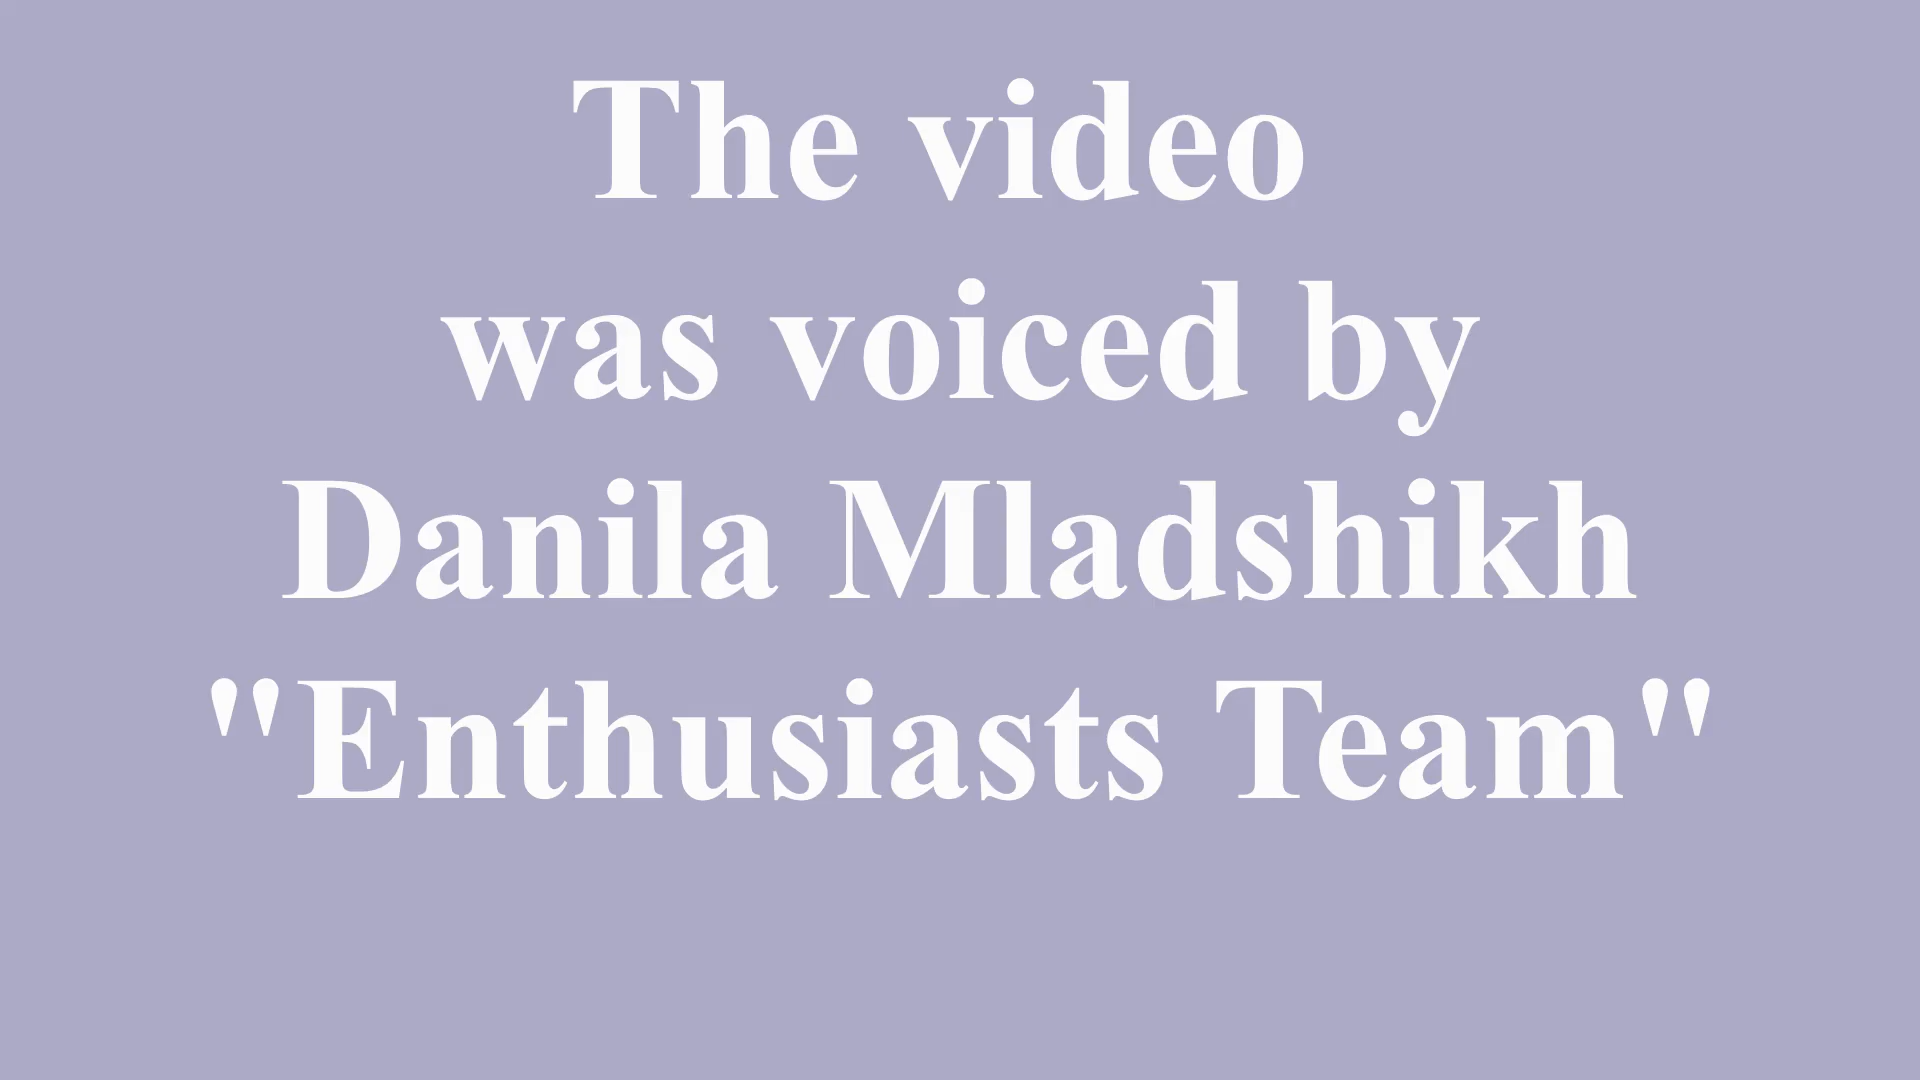 The video
was voiced by
Danila Mladshikh
"Enthusiasts Team"